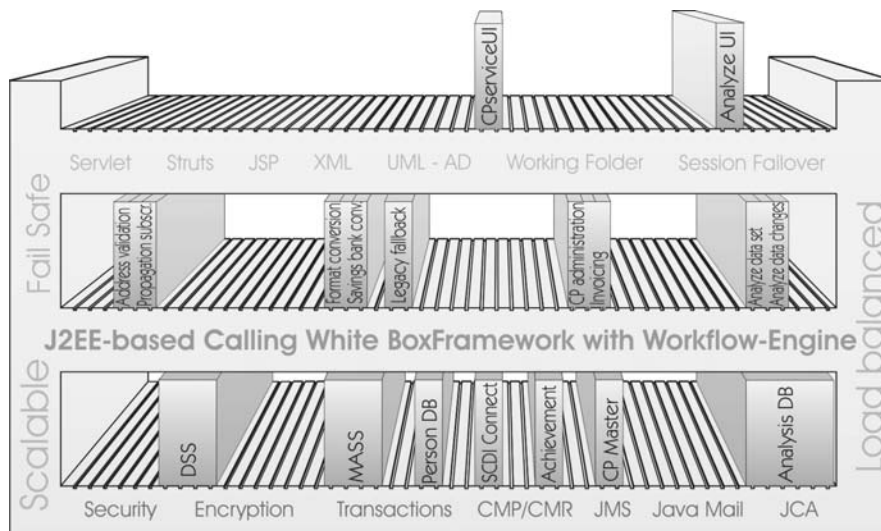 CPserviceUI
Analyze UI
Servlet Struts JSP XML UML - AD Working Folder Session Failover
Fail Safe
Address validation
Propagation subscr.
Format conversion
Savings bank conv.
Legacy fallback
CP administration
Invoicing
Analyze data set
Analyze data changes
Load balanced
J2EE-based Calling White BoxFramework with Workflow-Engine
Scalable
DSS
MASS
Person DB
SCDI Connect
Achievement
CP Master
Analysis DB
Security Encryption Transactions CMP/CMR JMS Java Mail JCA